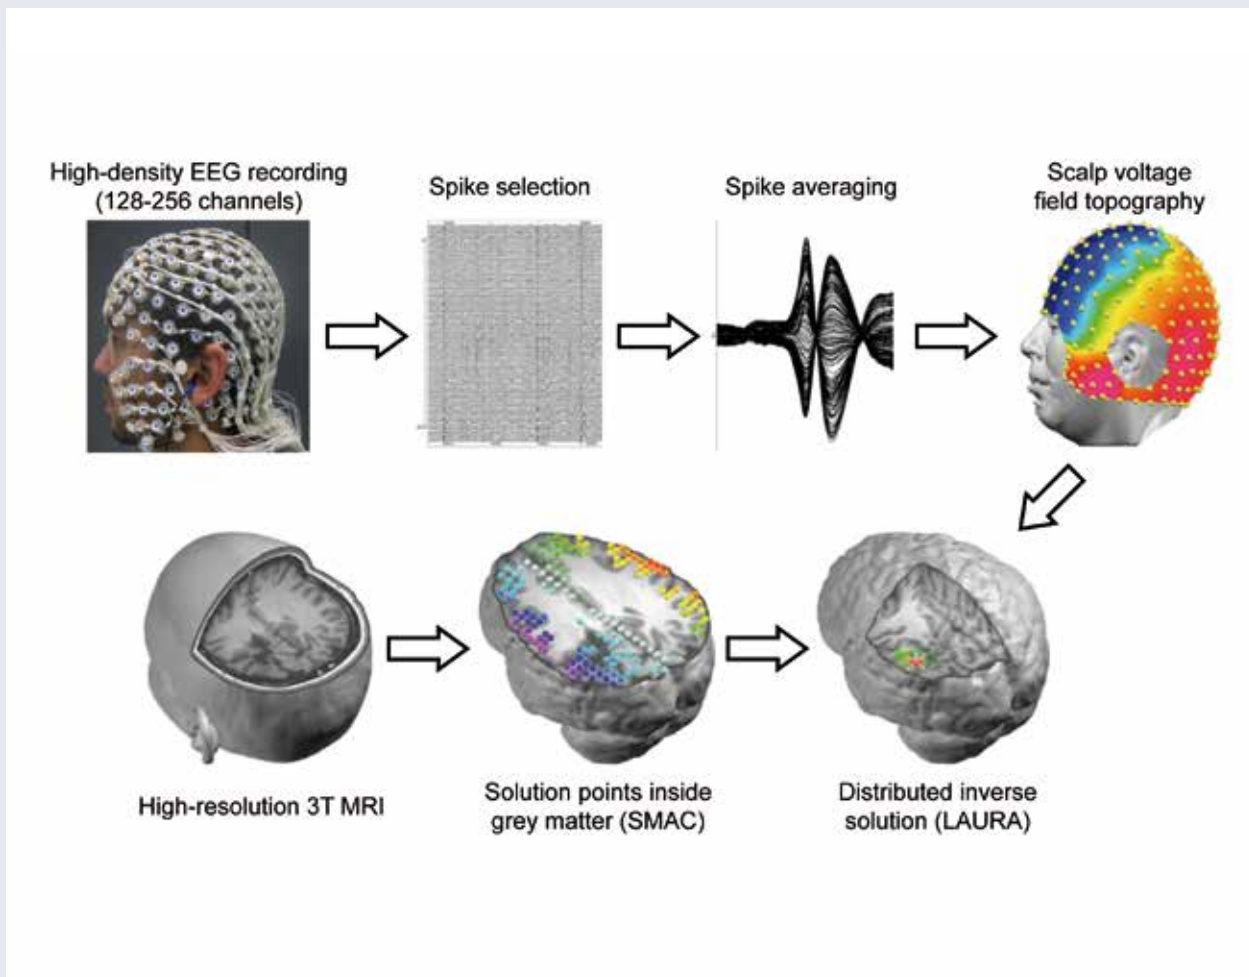 High-density EEG recording
(128-256 channels)
Spike selection
Spike averaging
Scalp voltage
field topography
High-resolution 3T MRI
Solution points inside
grey matter (SMAC)
Distributed inverse
solution (LAURA)